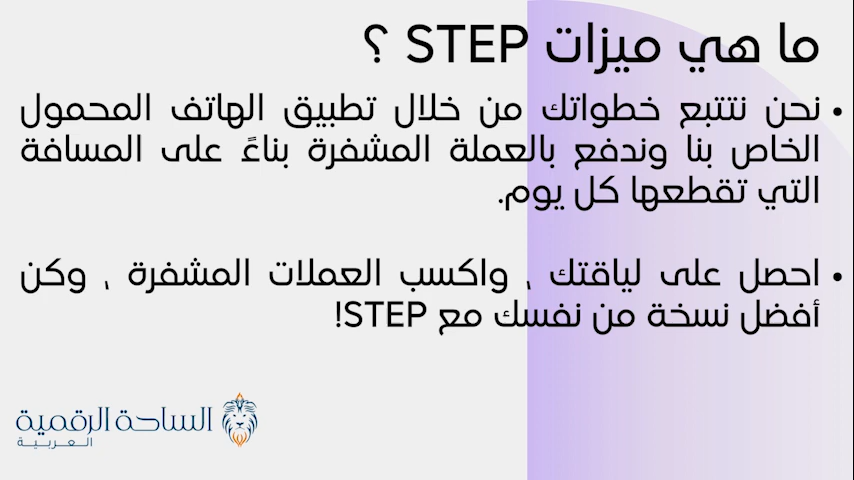 ما هي ميزات STEP ؟
• نحن نتتبع خطواتك من خلال تطبيق الهاتف المحمول
الخاص بنا وندفع بالعملة المشفرة بناءً على المسافة
التي تقطعها كل يوم.
• احصل على لياقتك ، واكسب العملات المشفرة ، وكن
أفضل نسخة من نفسك مع STEP!
الساحة الرقمية
العربية